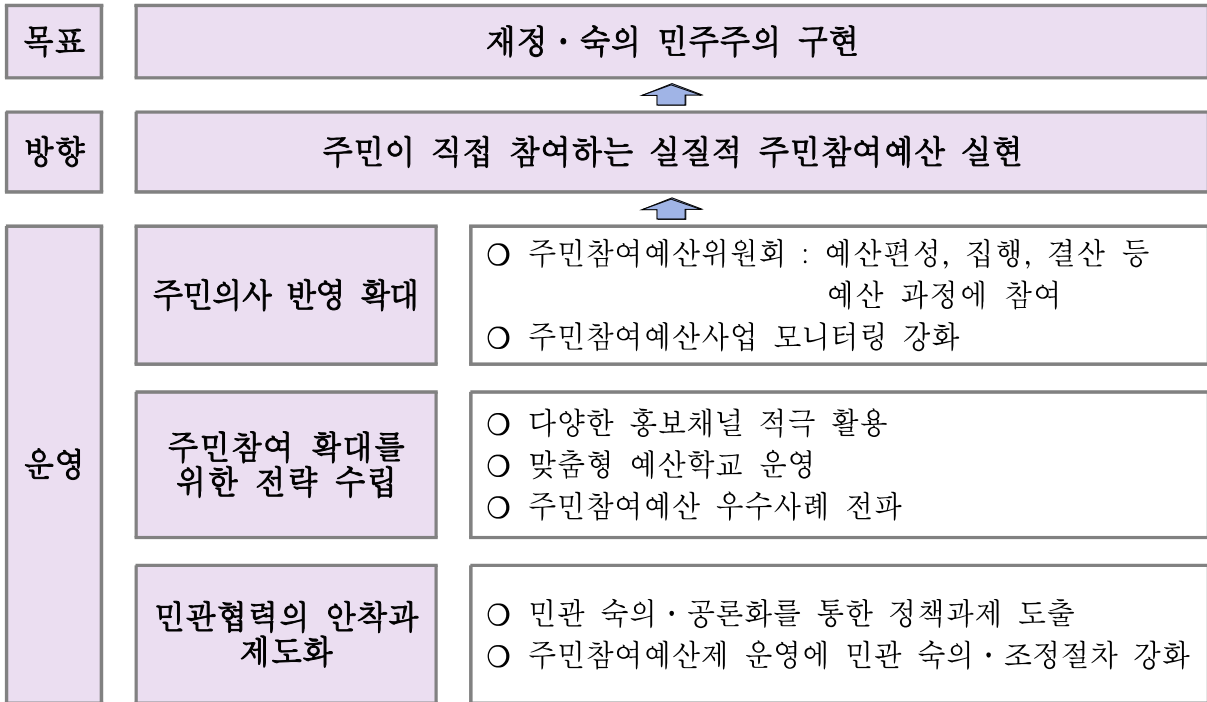 목표
재정·숙의 민주주의 구현
방향
주민이 직접 참여하는 실질적 주민참여예산 실현
운영
주민의사 반영 확대
❍ 주민참여예산위원회 : 예산편성, 집행, 결산 등
예산 과정에 참여
❍ 주민참여예산사업 모니터링 강화
주민참여 확대를
위한 전략 수립
❍ 다양한 홍보채널 적극 활용
❍ 맞춤형 예산학교 운영
❍ 주민참여예산 우수사례 전파
민관협력의 안착과
제도화
❍ 민관 숙의·공론화를 통한 정책과제 도출
❍ 주민참여예산제 운영에 민관 숙의·조정절차 강화